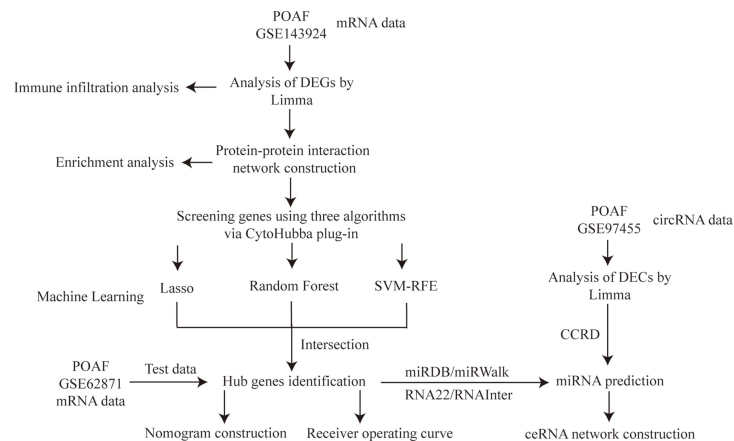 POAF
GSE143924
mRNA data
Immune infiltration analysis
Analysis of DEGs by
Limma
Enrichment analysis
Protein-protein interaction
network construction
Screening genes using three algorithms
via CytoHubba plug-in
POAF
GSE97455
circRNA data
Machine Learning
Lasso
Random Forest
SVM-RFE
Analysis of DECs by
Limma
Intersection
CCRD
POAF
GSE62871
mRNA data
Test data
Hub genes identification
miRDB/miRWalk
RNA22/RNAInter
miRNA prediction
Nomogram construction
Receiver operating curve
ceRNA network construction